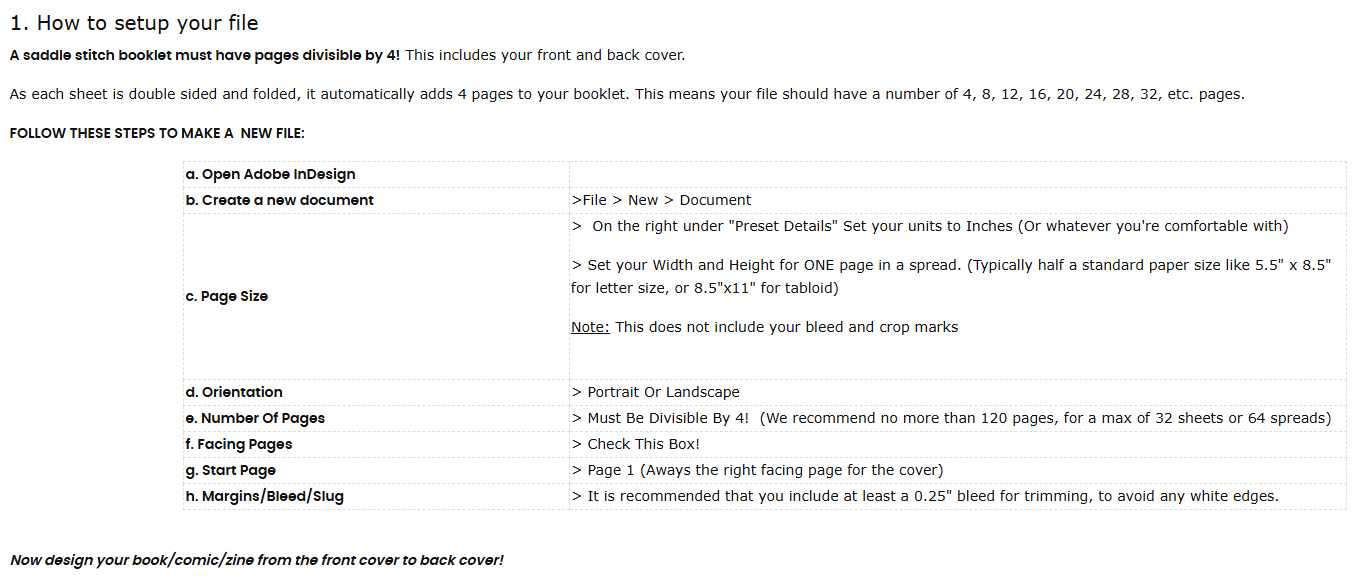 1. How to setup your file
A saddle stitch booklet must have pages divisible by 4! This includes your front and back cover.
As each sheet is double sided and folded, it automatically adds 4 pages to your booklet. This means your file should have a number of 4, 8, 12, 16, 20, 24, 28, 32, etc. pages.
FOLLOW THESE STEPS TO MAKE A  NEW FILE:
a. Open Adobe InDesign
b. Create a new document
>File > New > Document
c. Page Size
>  On the right under "Preset Details" Set your units to Inches (Or whatever you're comfortable with)
> Set your Width and Height for ONE page in a spread. (Typically half a standard paper size like 5.5" x 8.5"
for letter size, or 8.5"x11" for tabloid)
Note: This does not include your bleed and crop marks
d. Orientation
> Portrait Or Landscape
e. Number Of Pages
> Must Be Divisible By 4!  (We recommend no more than 120 pages, for a max of 32 sheets or 64 spreads)
f. Facing Pages
> Check This Box!
g. Start Page
> Page 1 (Aways the right facing page for the cover)
h. Margins/Bleed/Slug
> It is recommended that you include at least a 0.25" bleed for trimming, to avoid any white edges.
Now design your book/comic/zine from the front cover to back cover!